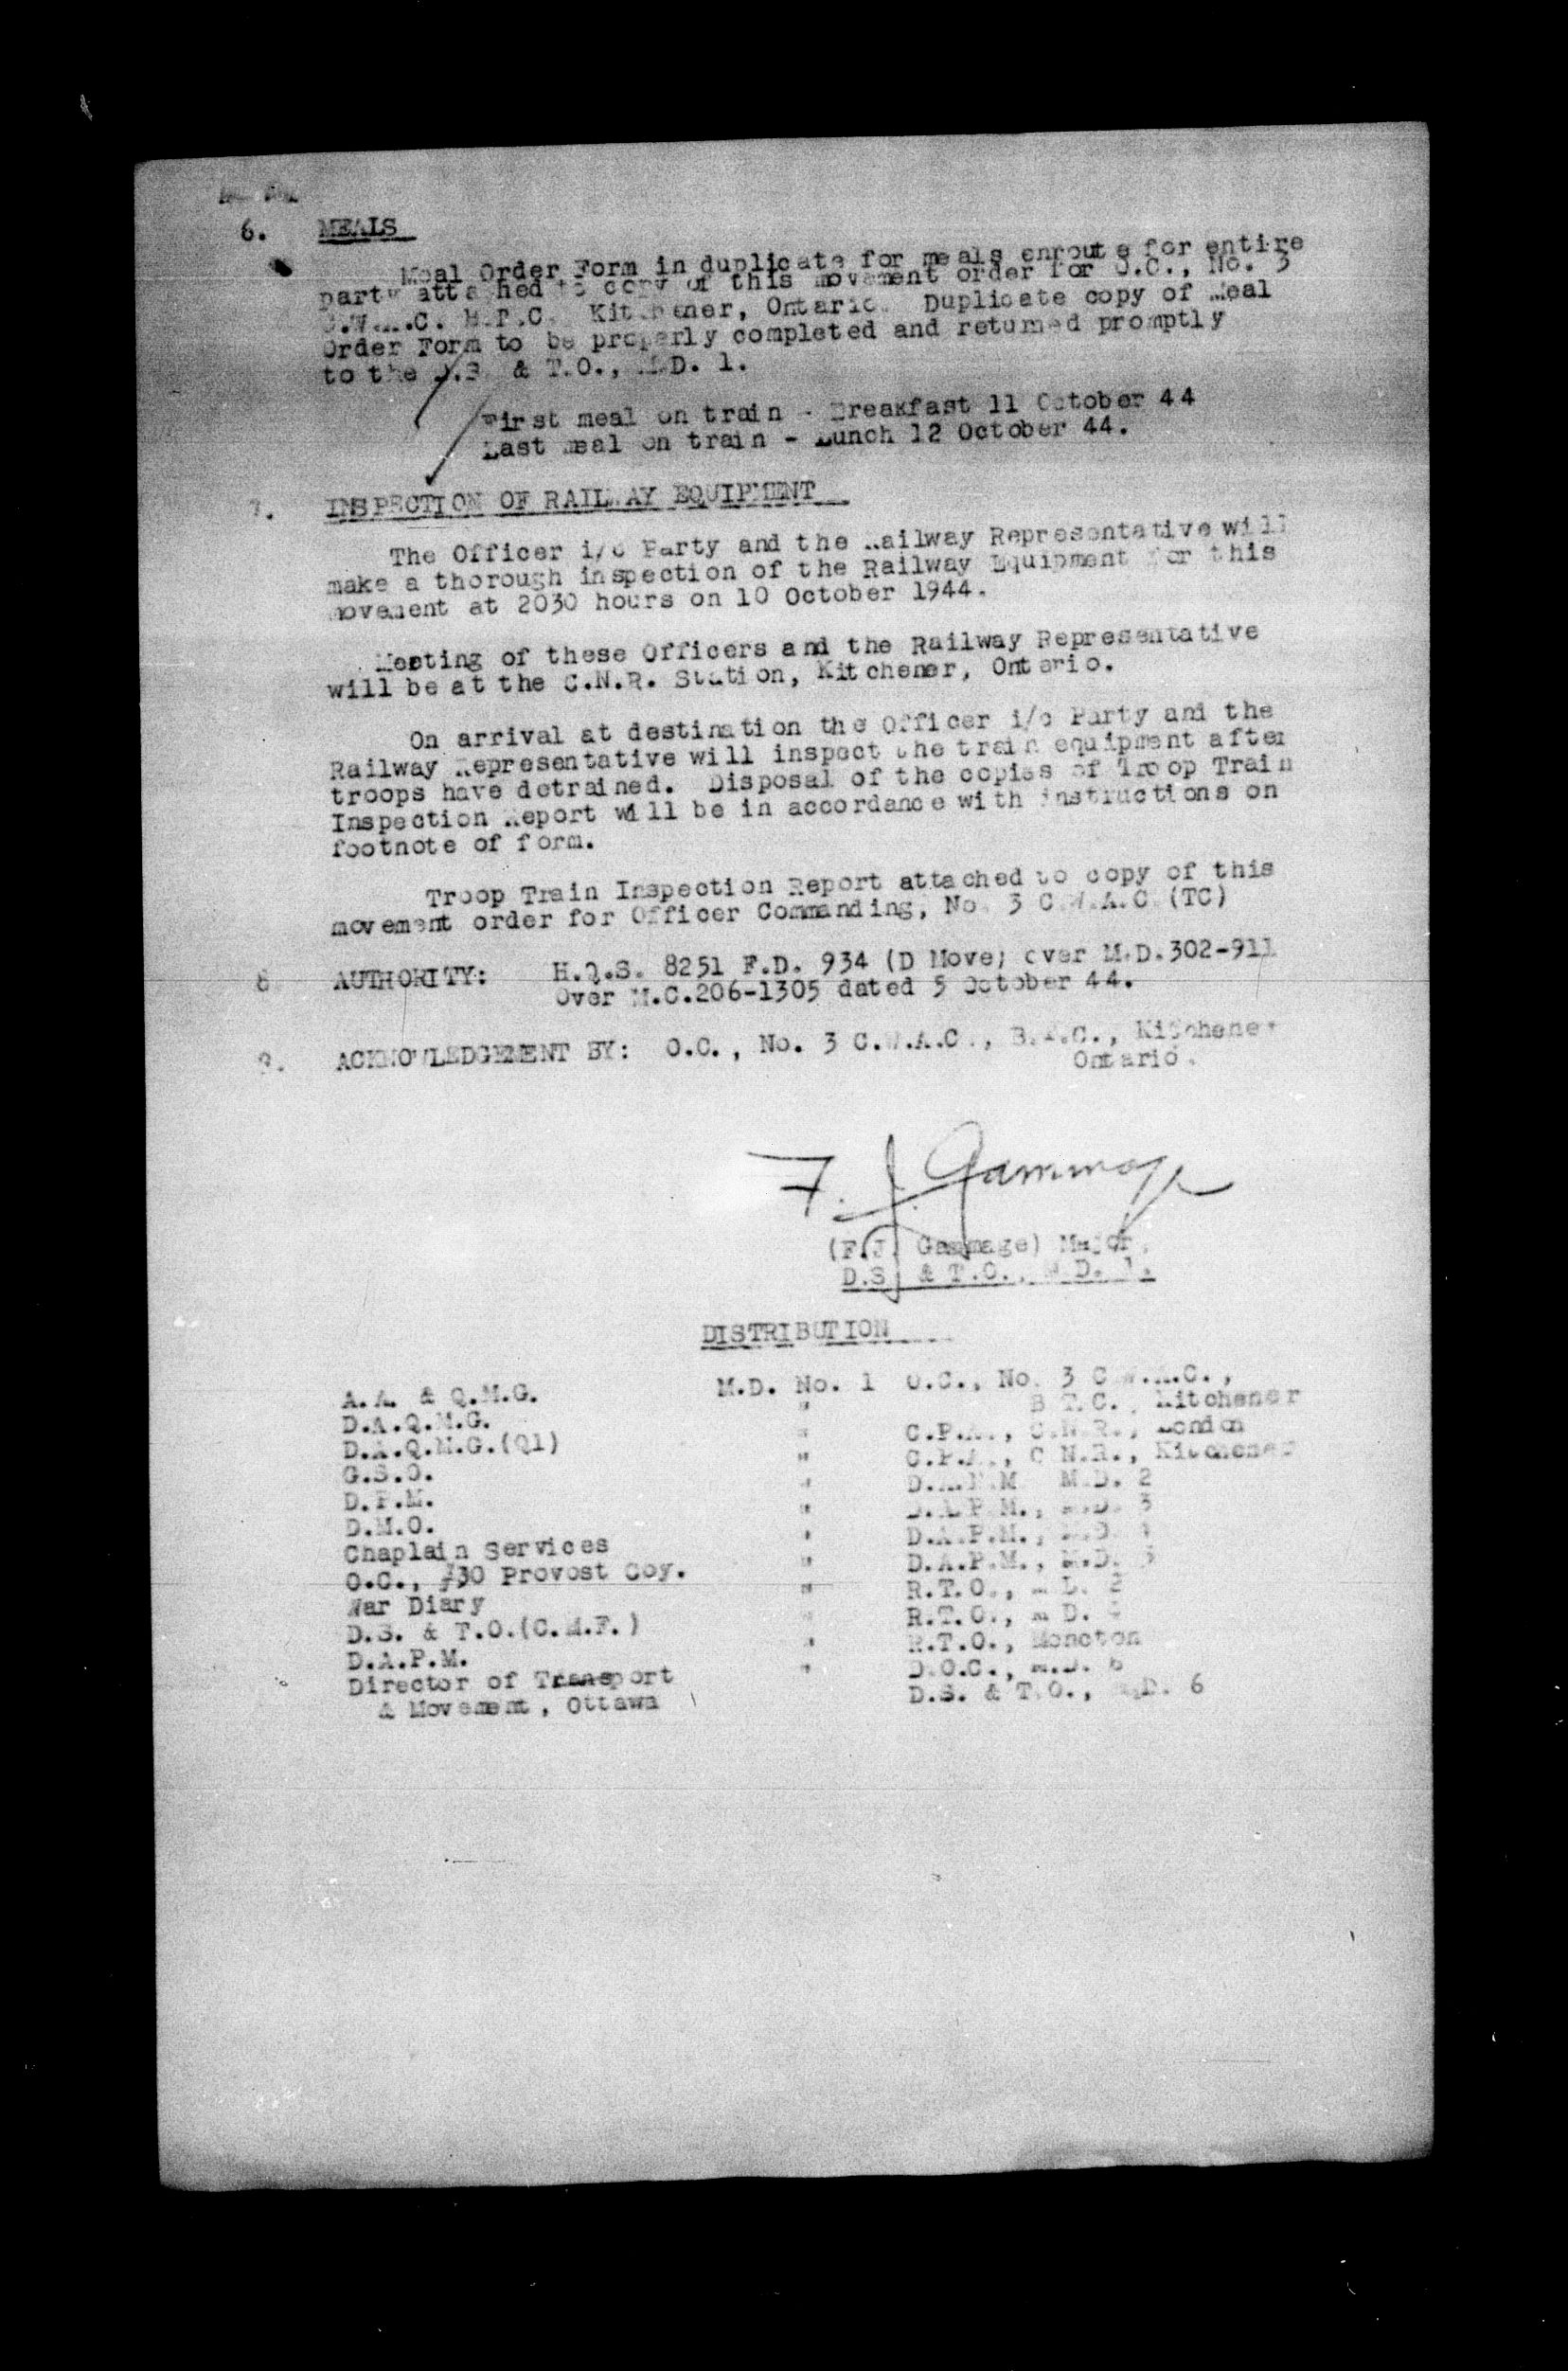 6. MEALS
Meal Order Form in duplicate for meals enroute for entire
party attached to copy of this movement order for O.C., No. 3
C.W.A.C. B.T.C. Kitchener, Ontario. Duplicate copy of Meal
Order Form to be properly completed and returned promptly
to the D.S. & T.O., M.D. 1.
First meal on train - Breakfast 11 October 44
Last meal on train - Lunch 12 October 44.
7. INSPECTION OF RAILWAY EQUIPMENT
The Officer i/c Party and the Railway Representative will
make a thorough inspection of the Railway Equipment for this
movement at 2030 hours on 10 October 1944.
Meeting of these Officers and the Railway Representative
will be at the C.N.R. Station, Kitchener, Ontario.
On arrival at destination the Officer i/c Party and the
Railway Representative will inspect the train equipment after
troops have detrained. Disposal of the copies of Troop Train
Inspection Report will be in accordance with instructions on
footnote of form.
Troop Train Inspection Report attached to copy of this
movement order for Officer Commanding, No. 3 C.W.A.C.(TC)
8. AUTHORITY: H.Q.S. 8251 F.D. 934 (D Move) over M.D.302-911
Over M.C.206-1305 dated 5 October 44.
9. ACKNOWLEDGEMENT BY: O.C., No. 3 C.W.A.C., B.T.C., Kitchener
Ontario.
F. J. Gammage
(F.J. Gammage) Major,
D.S. & T.O., M.D. 1.
DISTRIBUTION
A.A. & Q.M.G. M.D. No. 1 O.C., No. 3 C.W.A.C.,
D.A.Q.M.G. " B.T.C., Kitchener
D.A.Q.M.G.(Q1) " C.P.A., C.N.R., London
G.S.O. " C.P.A., C.N.R., Kitchener
D.P.M. " M.D. 2
D.M.O. " D.A.P.M., M.D. 3
Chaplain Services " D.A.P.M., M.D.
O.C., #30 Provost Coy. " D.A.P.M., M.D.
War Diary " R.T.O., M.D. 2
D.S. & T.O.(C.M.F.) " R.T.O., M.D.
D.A.P.M. " R.T.O., Moncton
Director of Transport " D.O.C., M.D. 6
& Movement, Ottawa D.S. & T.O., M.D. 6